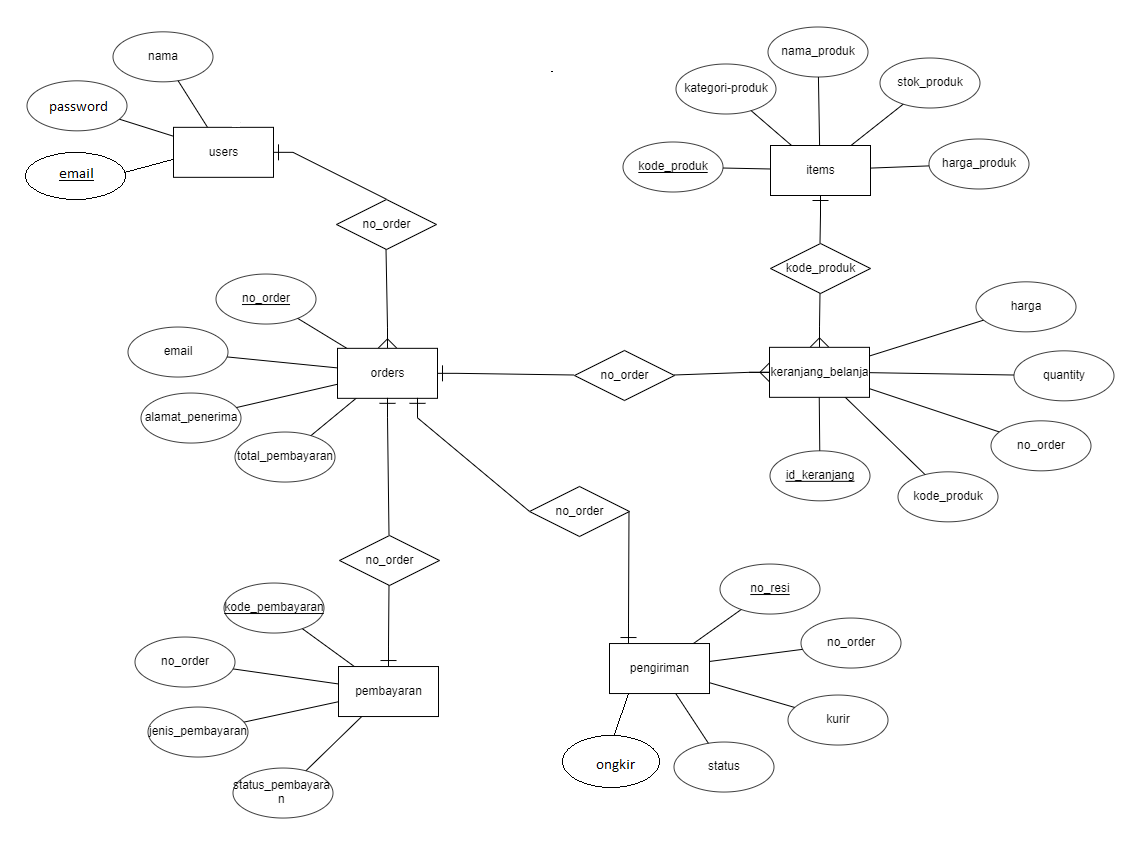 nama
password
email
users
no_order
nama_produk
kategori-produk
stok_produk
kode_produk
harga_produk
items
kode_produk
no_order
email
alamat_penerima
total_pembayaran
orders
no_order
keranjang_belanja
harga
quantity
no_order
kode_produk
id_keranjang
no_order
no_order
kode_pembayaran
no_order
jenis_pembayaran
status_pembayara
n
pembayaran
no_resi
no_order
kurir
status
ongkir
pengiriman